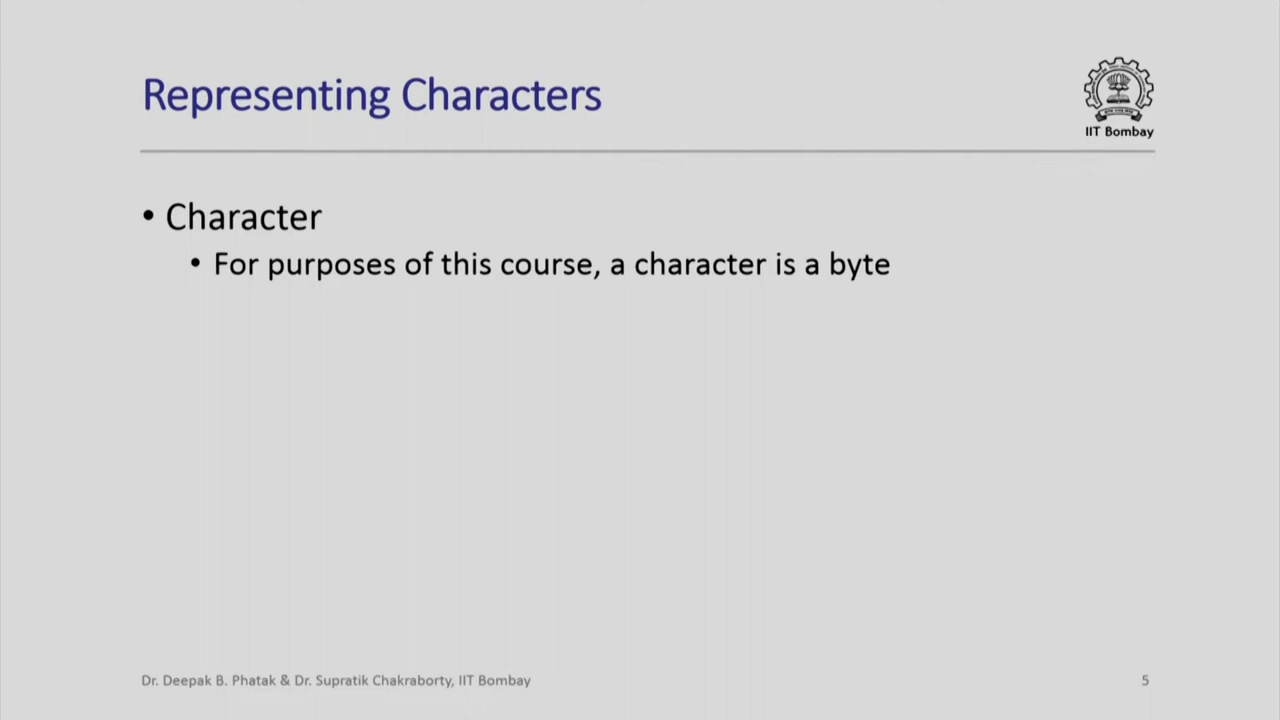 Representing Characters
IIT Bombay
• Character
• For purposes of this course, a character is a byte
Dr. Deepak B. Phatak & Dr. Supratik Chakraborty, IIT Bombay
5